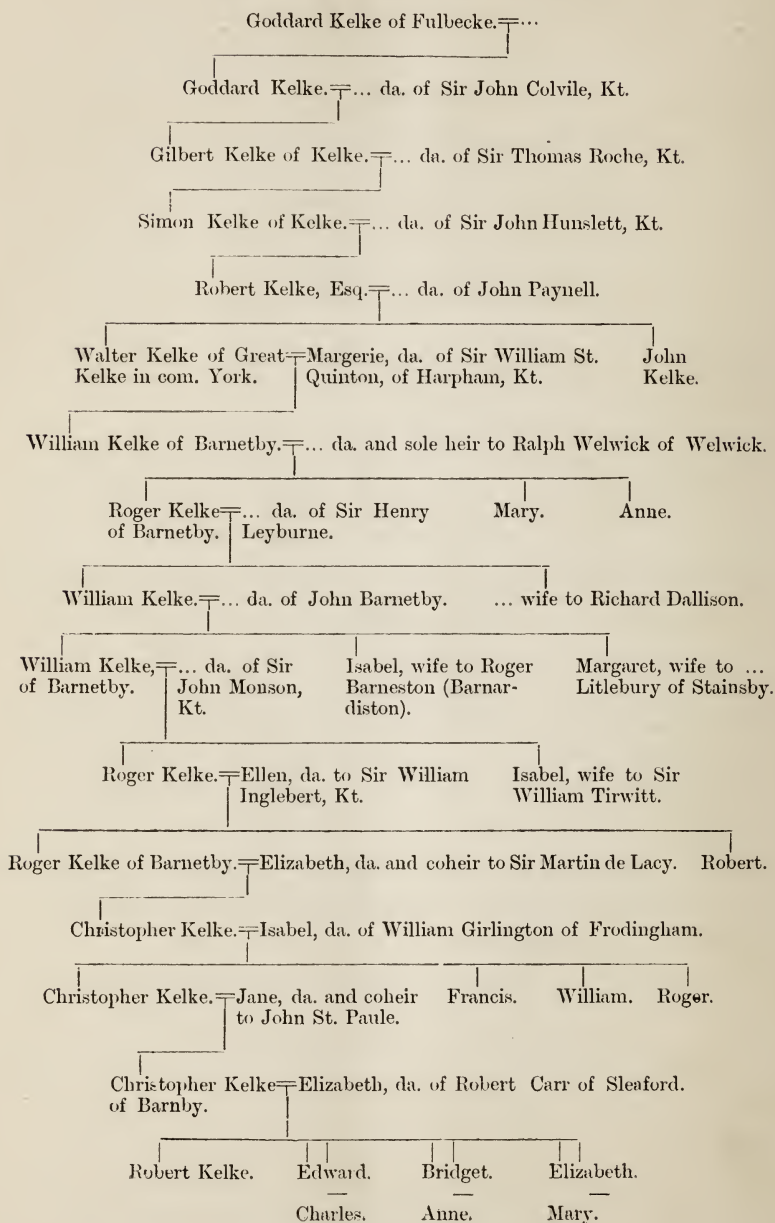 Goddard Kelke of Fulbecke.=...
Goddard Kelke.=... da. of Sir John Colvile, Kt.
Gilbert Kelke of Kelke.=... da. of Sir Thomas Roche, Kt.
Simon Kelke of Kelke.=... da. of Sir John Hunslett, Kt.
Robert Kelke, Esq.=... da. of John Paynell.
Walter Kelke of Great=Margerie, da. of Sir William St. John
Kelke in com. York. Quinton, of Harpham, Kt. Kelke.
William Kelke of Barnetby.=... da. and sole heir to Ralph Welwick of Welwick.
Roger Kelke=... da. of Sir Henry Mary. Anne.
of Barnetby. Leyburne.
William Kelke.=... da. of John Barnetby. ... wife to Richard Dallison.
William Kelke,=... da. of Sir Isabel, wife to Roger Margaret, wife to ...
of Barnetby. John Monson, Barneston (Barnar- Litlebury of Stainsby.
Kt. diston).
Roger Kelke.=Ellen, da. to Sir William Isabel, wife to Sir
Inglebert, Kt. William Tirwitt.
Roger Kelke of Barnetby.=Elizabeth, da. and coheir to Sir Martin de Lacy. Robert.
Christopher Kelke.=Isabel, da. of William Girlington of Frodingham.
Christopher Kelke.=Jane, da. and coheir Francis. William. Roger.
to John St. Paule.
Christopher Kelke=Elizabeth, da. of Robert Carr of Sleaford.
of Barnby.
Robert Kelke. Edward. Bridget. Elizabeth.
Charles. Anne. Mary.